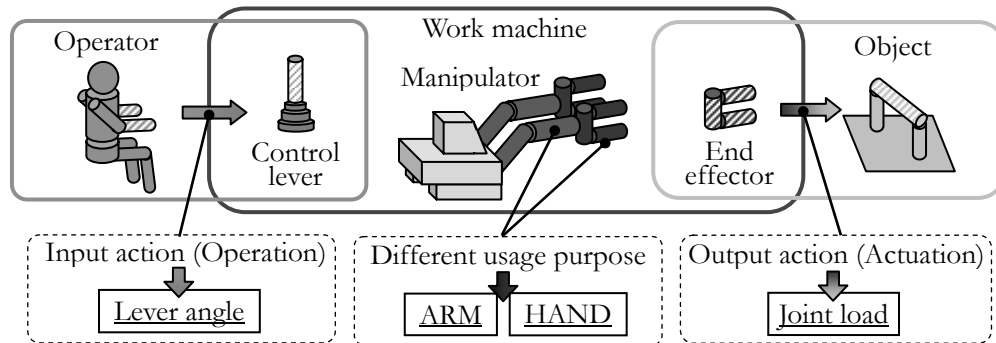 Operator
Work machine
Object
Manipulator
Control
lever
End
effector
Input action (Operation)
Different usage purpose
Output action (Actuation)
Lever angle
ARM
HAND
Joint load